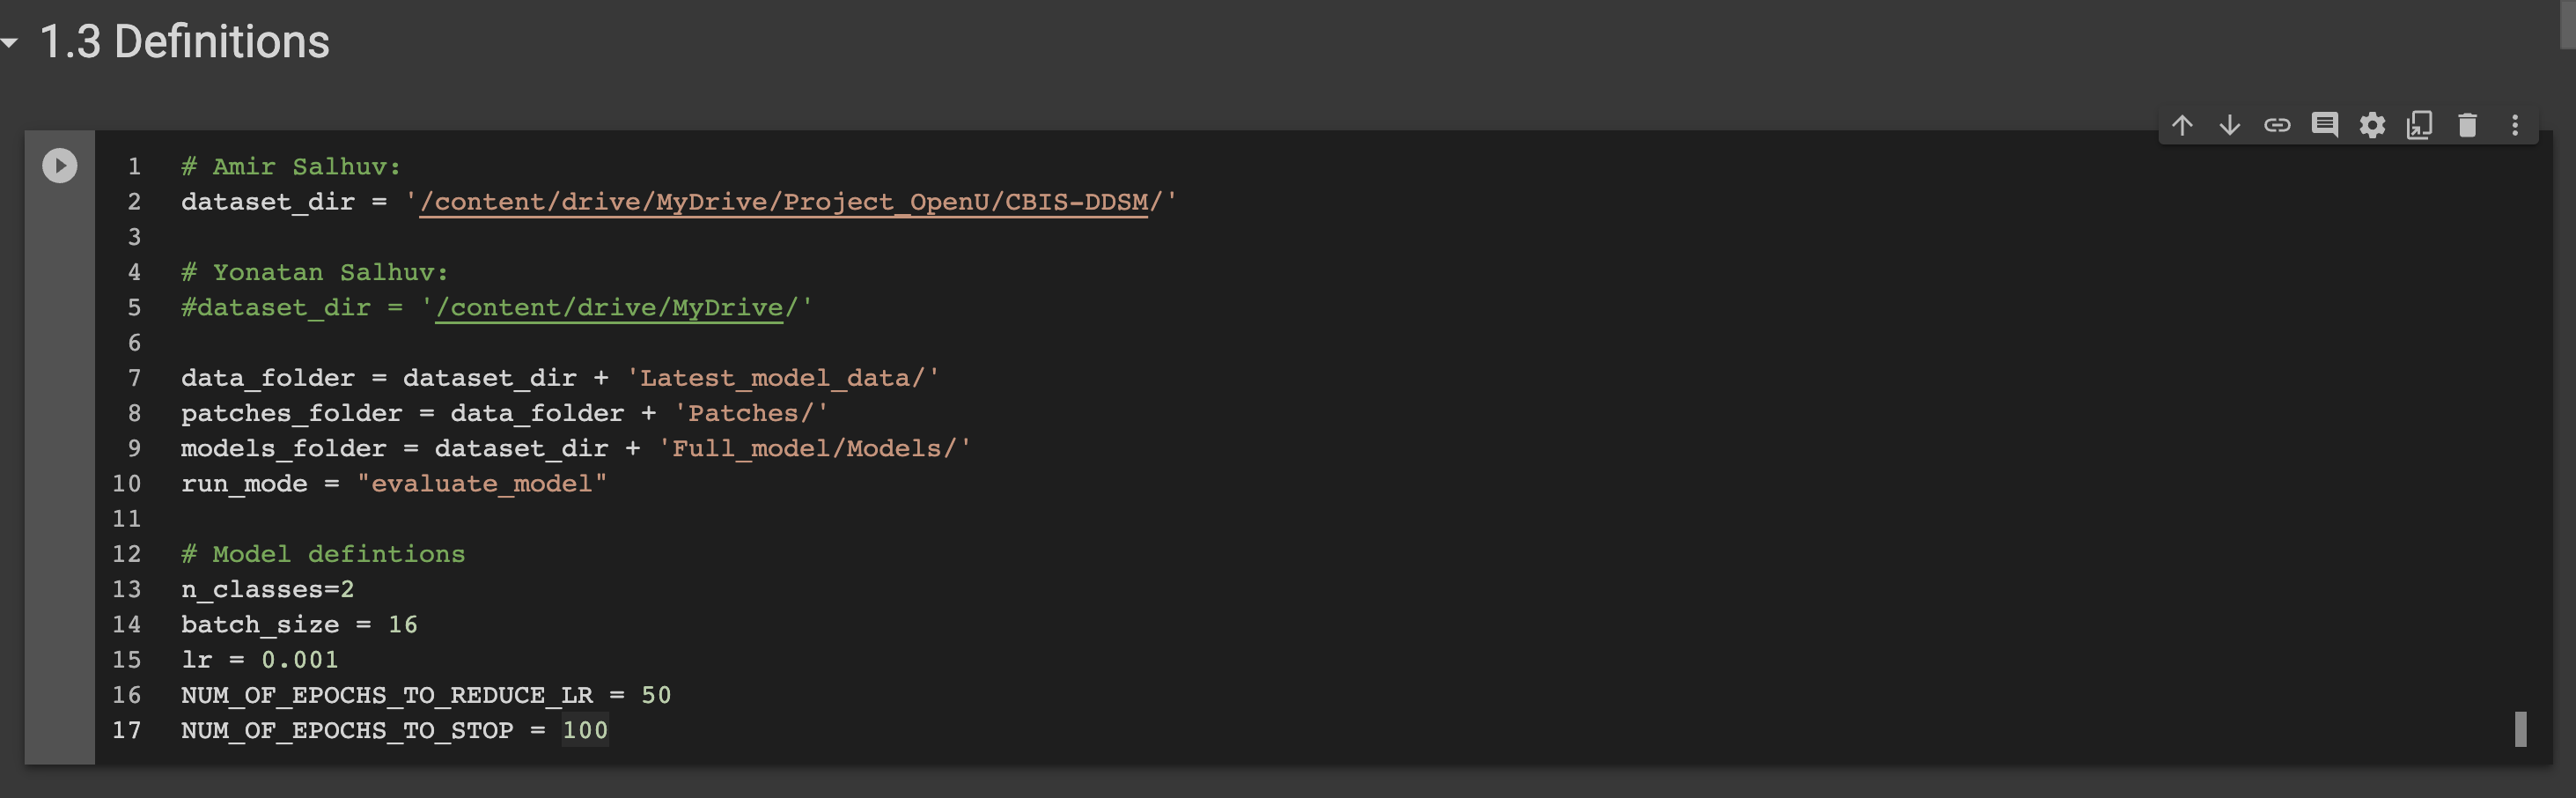 1.3 Definitions
1 # Amir Salhuv:
2 dataset_dir = '/content/drive/MyDrive/Project_OpenU/CBIS-DDSM/'
3
4 # Yonatan Salhuv:
5 #dataset_dir = '/content/drive/MyDrive/'
6
7 data_folder = dataset_dir + 'Latest_model_data/'
8 patches_folder = data_folder + 'Patches/'
9 models_folder = dataset_dir + 'Full_model/Models/'
10 run_mode = "evaluate_model"
11
12 # Model defintions
13 n_classes=2
14 batch_size = 16
15 lr = 0.001
16 NUM_OF_EPOCHS_TO_REDUCE_LR = 50
17 NUM_OF_EPOCHS_TO_STOP = 100